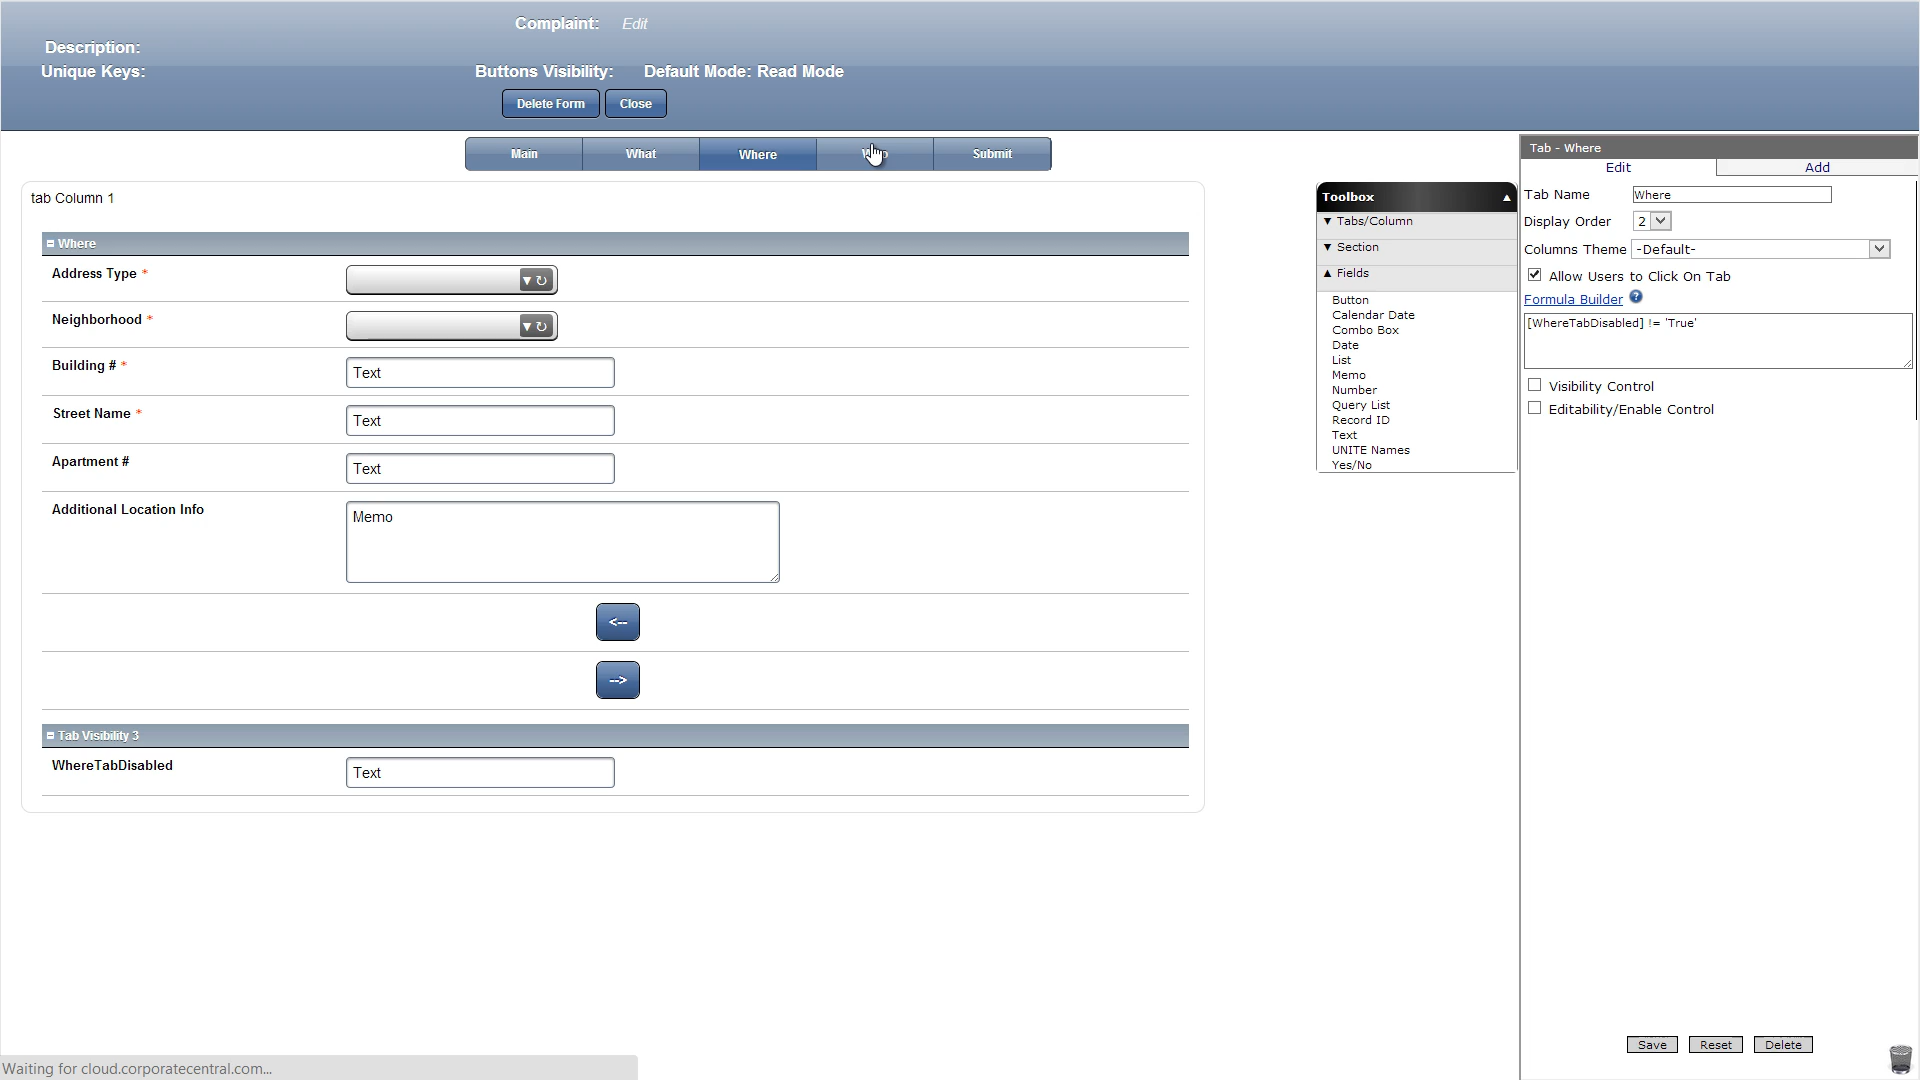 Complaint: Edit
Description:
Unique Keys:
Buttons Visibility: Default Mode: Read Mode
Delete Form Close
Main What Where Submit
tab Column 1
Where
Address Type *
Neighborhood *
Building # * Text
Street Name * Text
Apartment # Text
Additional Location Info Memo
<--
-->
Tab Visibility 3
WhereTabDisabled Text
Toolbox
Tabs/Column
Section
Fields
Button
Calendar Date
Combo Box
Date
List
Memo
Number
Query List
Record ID
Text
UNITE Names
Yes/No
Tab - Where
Edit Add
Tab Name Where
Display Order 2
Columns Theme -Default-
Allow Users to Click On Tab
Formula Builder ?
[WhereTabDisabled] != 'True'
Visibility Control
Editability/Enable Control
Save Reset Delete
Waiting for cloud.corporatecentral.com...